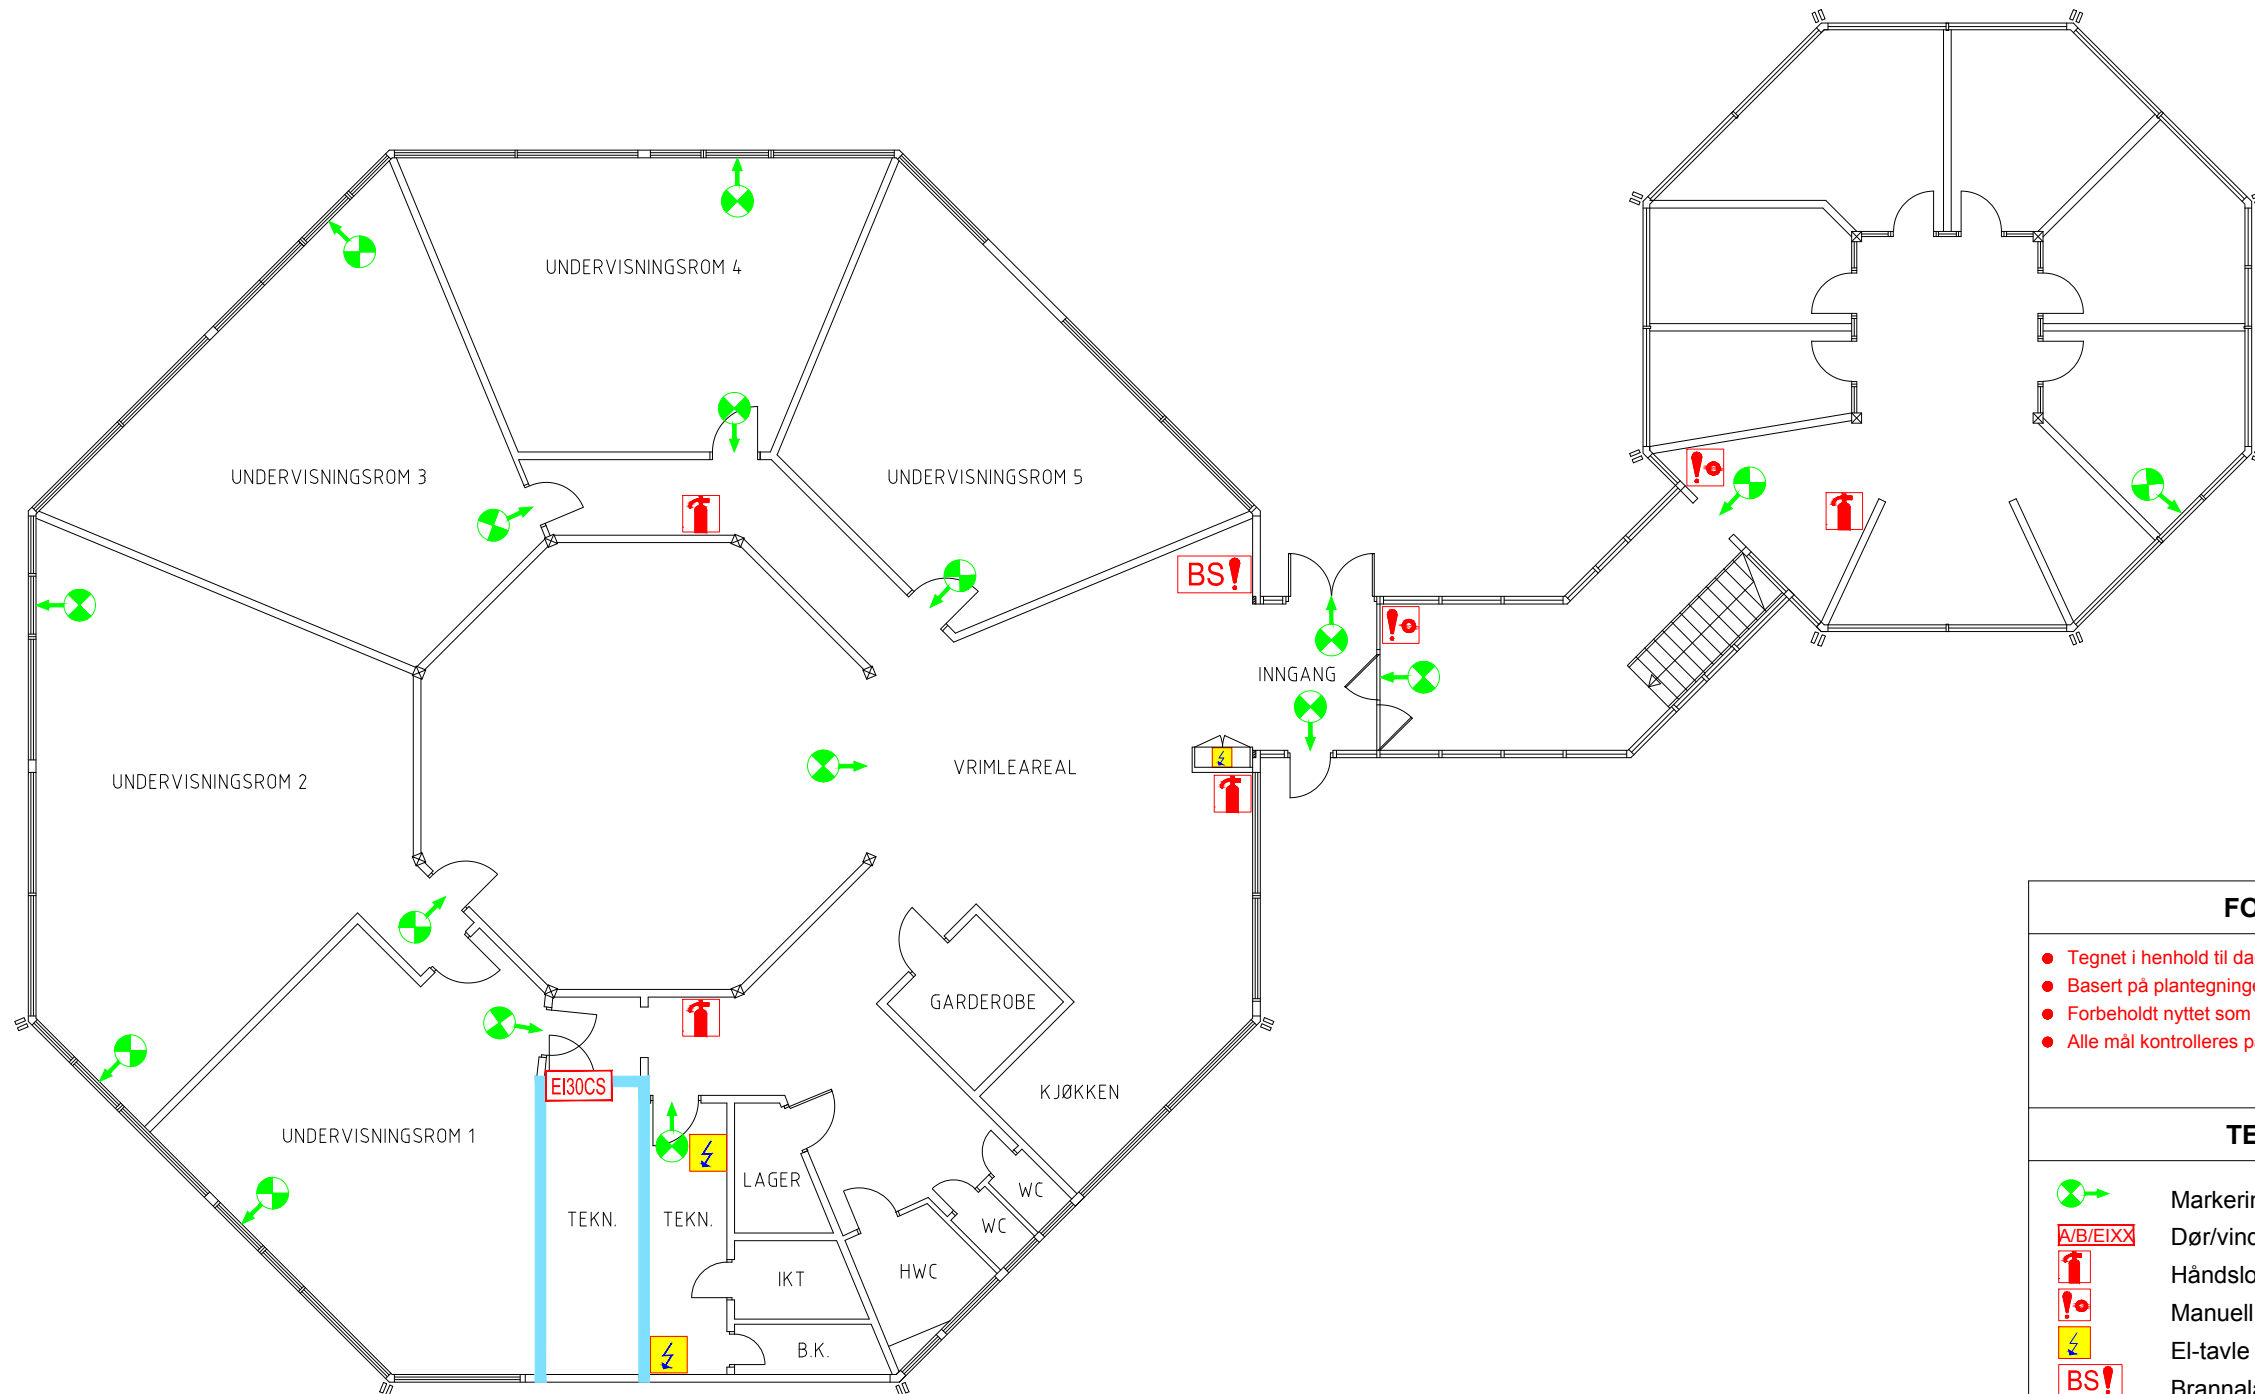 UNDERVISNINGSROM 4
UNDERVISNINGSROM 3
UNDERVISNINGSROM 5
BS!
INNGANG
UNDERVISNINGSROM 2
VRIMLEAREAL
GARDEROBE
KJØKKEN
EI30CS
UNDERVISNINGSROM 1
LAGER
WC
TEKN.
TEKN.
WC
IKT
HWC
B.K.
Tegnet i henhold til da
Basert på plantegninge
Forbeholdt nyttet som
Alle mål kontrolleres p
Markerin
A/B/EIXX
Dør/vind
Håndslo
Manuell
El-tavle
BS!